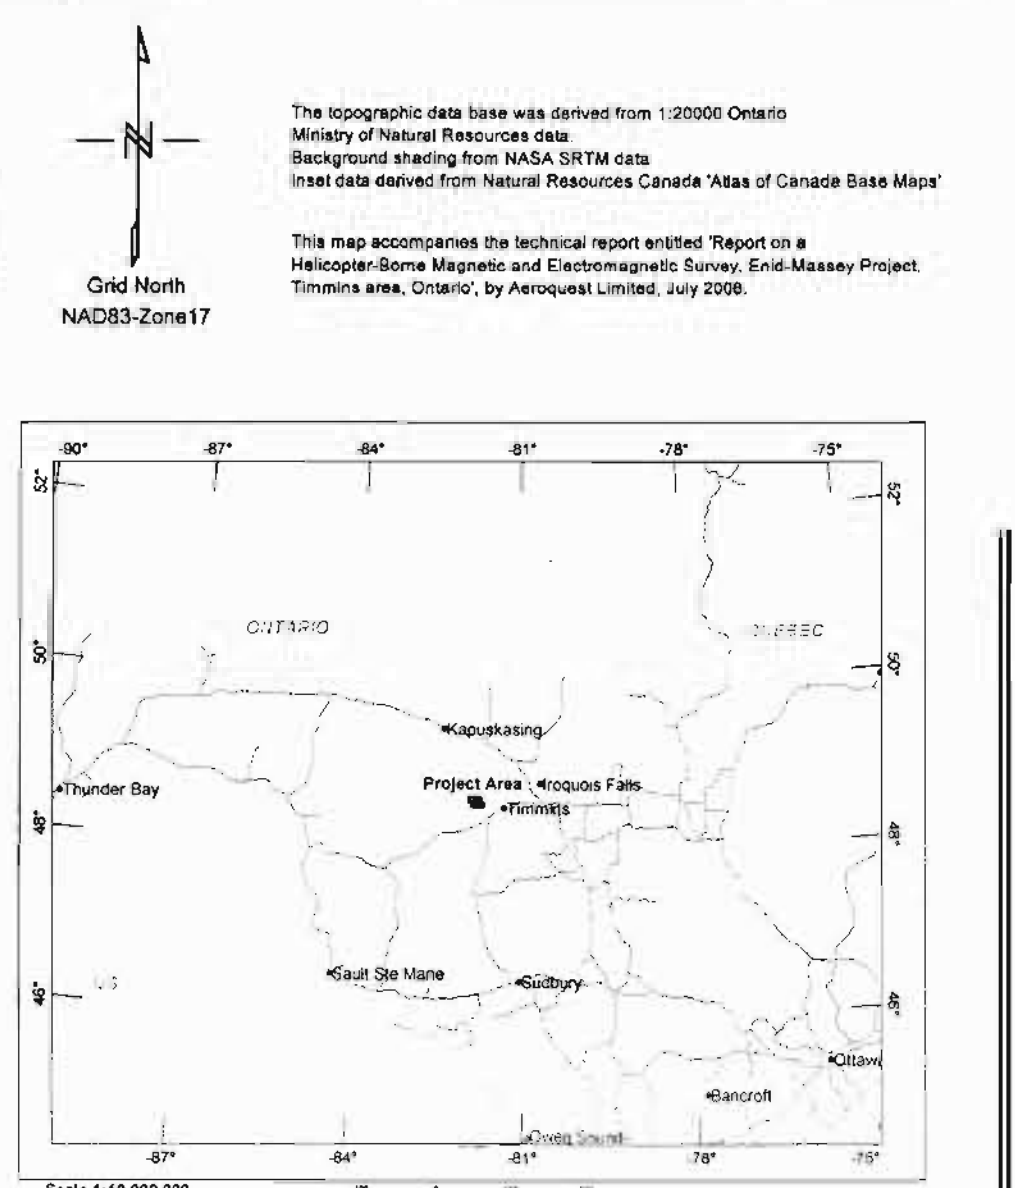 The topographic data base was derived from 1:20000 Ontario
Ministry of Natural Resources data.
Background shading from NASA SRTM data
Inset data derived from Natural Resources Canada 'Atlas of Canada Base Maps'
This map accompanies the technical report entitled 'Report on a
Helicopter-Borne Magnetic and Electromagnetic Survey, Enid-Massey Project,
Timmins area, Ontario', by Aeroquest Limited, July
N
Grid North
NAD83-Zone17
-90° -87° -84° -81° -78° -75°
52° 52°
ONTARIO
50° 50°
Kapuskasing
Project Area Iroquois Falls
Thunder Bay
Timmins
48° 48°
Sault Ste Marie
Sudbury
US
46° 46°
Ottaw
Bancroft
Owen Sound
-87° -84° -81° -78° -75°